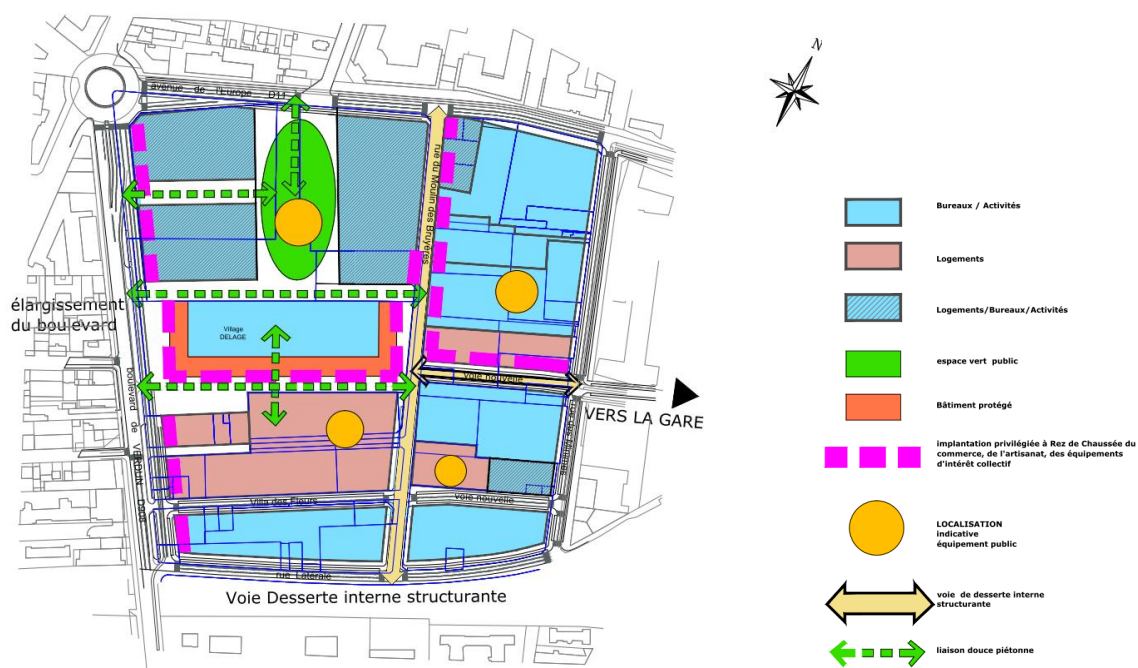 N
avenue de l'Europe D11
rue du Moulin des Bruyères
élargissement
du boulevard
Village
DELAGE
boulevard de VERDUN D908
voie nouvelle
VERS LA GARE
Villa des Fleurs
voie nouvelle
rue Latérale
Voie Desserte interne structurante
Bureaux / Activités
Logements
Logements/Bureaux/Activités
espace vert public
Bâtiment protégé
implantation privilégiée à Rez de Chaussée du
commerce, de l'artisanat, des équipements
d'intérêt collectif
LOCALISATION
indicative
équipement public
voie de desserte interne
structurante
liaison douce piétonne